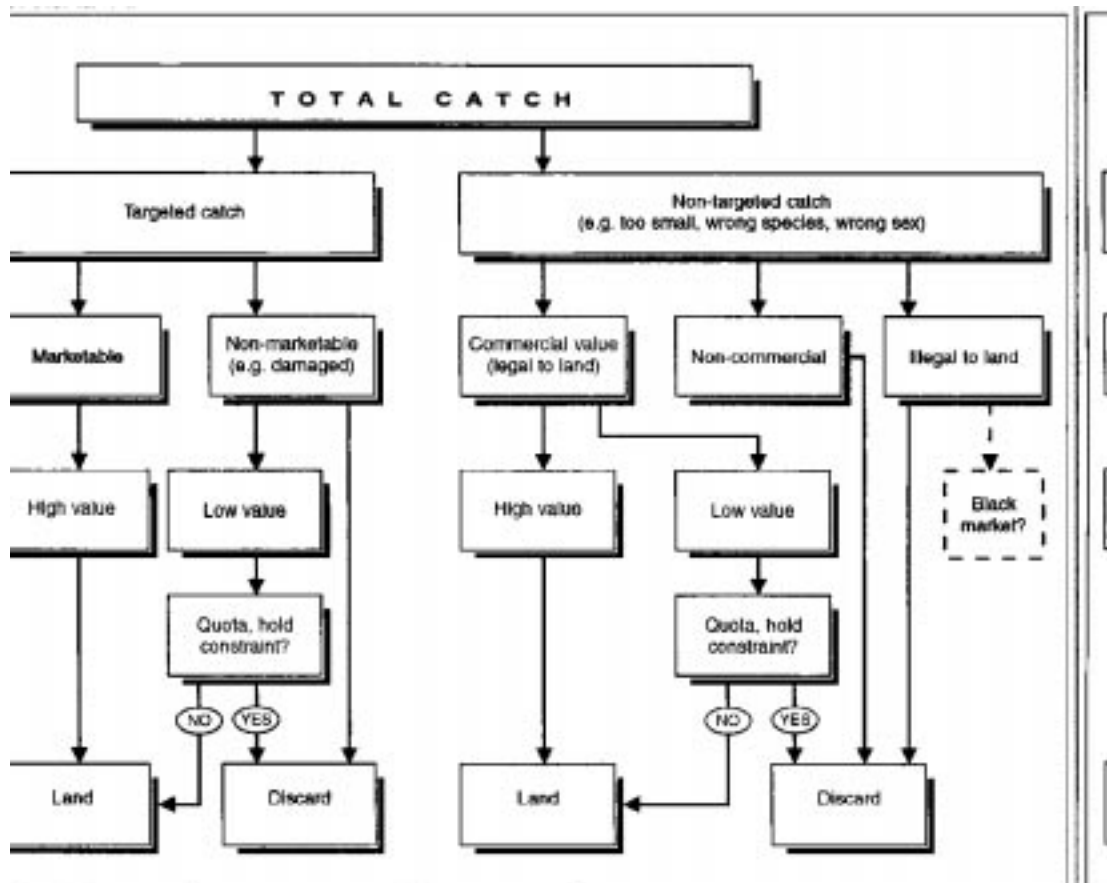 TOTAL CATCH
Targeted catch
Non-targeted catch
(e.g. too small, wrong species, wrong sex)
Marketable
Non-marketable
(e.g. damaged)
Commercial value
(legal to land)
Non-commercial
Illegal to land
High value
Low value
High value
Low value
Black
market?
Quota, hold
constraint?
Quota, hold
constraint?
NO
YES
NO
YES
Land
Discard
Land
Discard